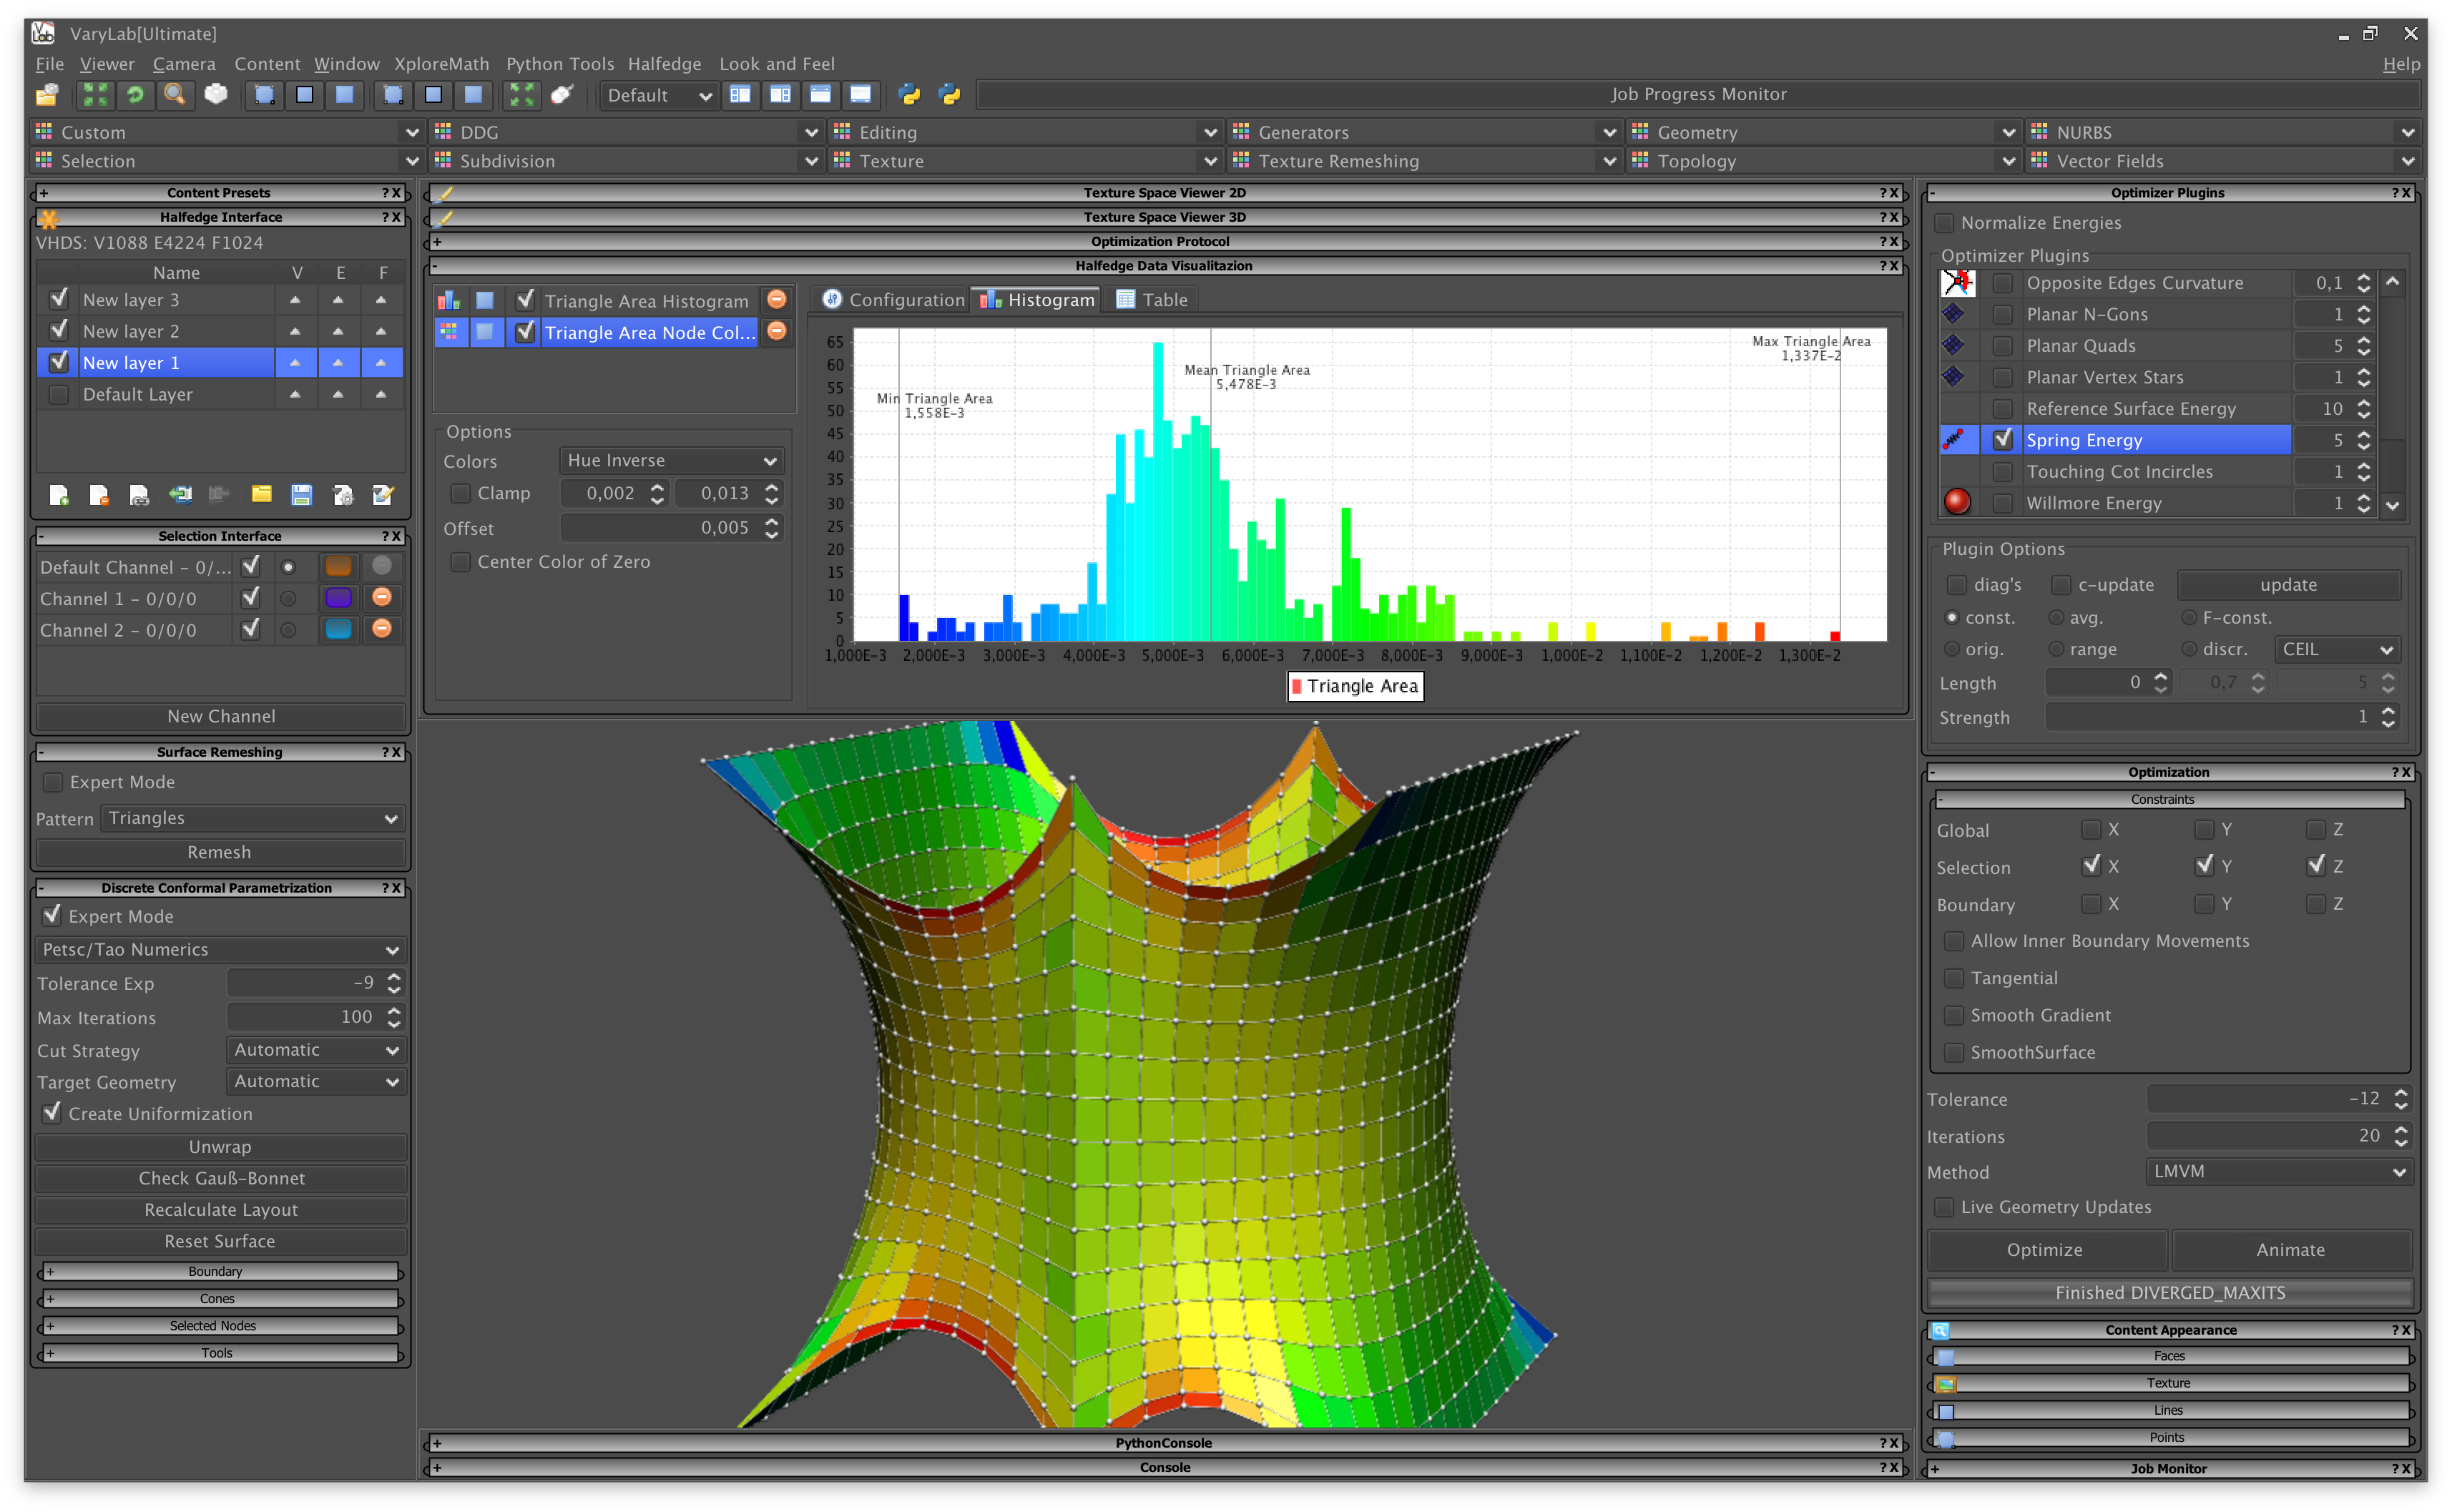 VaryLab[Ultimate]
File Viewer Camera Content Window XploreMath Python Tools Halfedge Look and Feel Help
Default Job Progress Monitor
Custom DDG Editing Generators Geometry NURBS
Selection Subdivision Texture Texture Remeshing Topology Vector Fields
+ Content Presets ? X
Halfedge Interface ? X
VHDS: V1088 E4224 F1024
Name V E F
New layer 3
New layer 2
New layer 1
Default Layer
- Selection Interface ? X
Default Channel - 0/...
Channel 1 - 0/0/0
Channel 2 - 0/0/0
New Channel
- Surface Remeshing ? X
Expert Mode
Pattern Triangles
Remesh
- Discrete Conformal Parametrization ? X
Expert Mode
Petsc/Tao Numerics
Tolerance Exp -9
Max Iterations 100
Cut Strategy Automatic
Target Geometry Automatic
Create Uniformization
Unwrap
Check Gauß-Bonnet
Recalculate Layout
Reset Surface
+ Boundary
+ Cones
+ Selected Nodes
+ Tools
Texture Space Viewer 2D ? X
Texture Space Viewer 3D ? X
+ Optimization Protocol ? X
- Halfedge Data Visualitazion ? X
Triangle Area Histogram
Triangle Area Node Col...
Options
Colors Hue Inverse
Clamp 0,002 0,013
Offset 0,005
Center Color of Zero
Configuration Histogram Table
65
60
55
50
45
40
35
30
25
20
15
10
5
0
Min Triangle Area
1,558E-3
Mean Triangle Area
5,478E-3
Max Triangle Area
1,337E-2
1,000E-3 2,000E-3 3,000E-3 4,000E-3 5,000E-3 6,000E-3 7,000E-3 8,000E-3 9,000E-3 1,000E-2 1,100E-2 1,200E-2 1,300E-2
Triangle Area
+ PythonConsole ? X
+ Console ? X
- Optimizer Plugins ? X
Normalize Energies
Optimizer Plugins
Opposite Edges Curvature 0,1
Planar N-Gons 1
Planar Quads 5
Planar Vertex Stars 1
Reference Surface Energy 10
Spring Energy 5
Touching Cot Incircles 1
Willmore Energy 1
Plugin Options
diag's c-update update
const. avg. F-const.
orig. range discr. CEIL
Length 0 0,7 5
Strength 1
- Optimization ? X
- Constraints
Global X Y Z
Selection X Y Z
Boundary X Y Z
Allow Inner Boundary Movements
Tangential
Smooth Gradient
SmoothSurface
Tolerance -12
Iterations 20
Method LMVM
Live Geometry Updates
Optimize Animate
Finished DIVERGED_MAXITS
Content Appearance ? X
Faces
Texture
Lines
Points
+ Job Monitor ? X